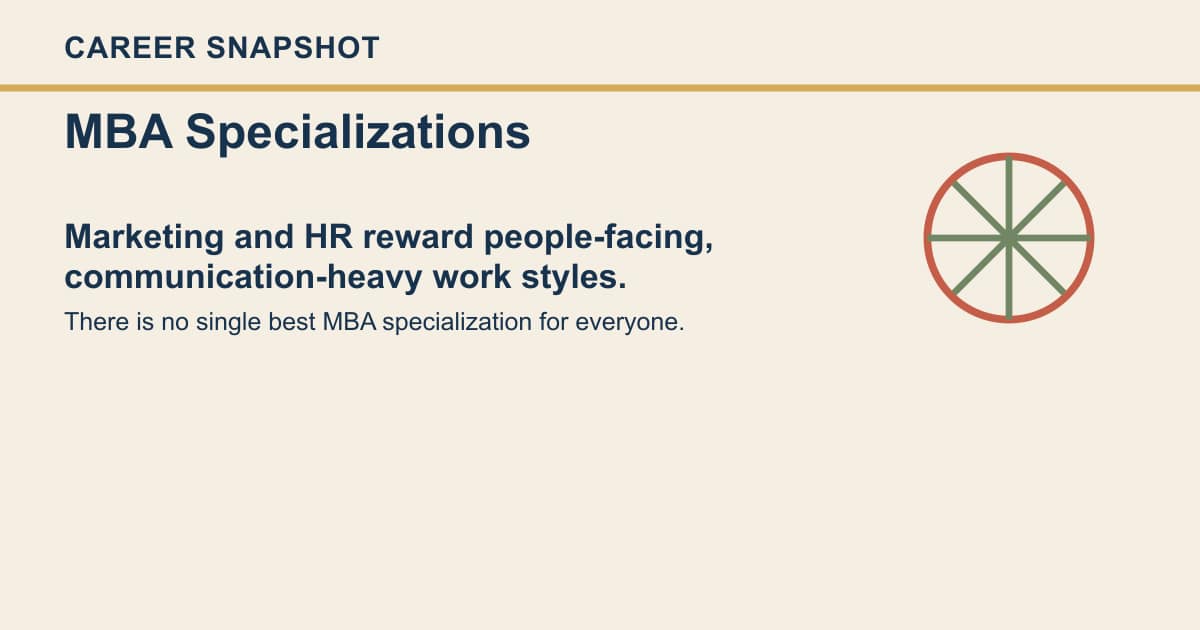 CAREER SNAPSHOT
MBA Specializations
Marketing and HR reward people-facing,
communication-heavy work styles.
There is no single best MBA specialization for everyone.